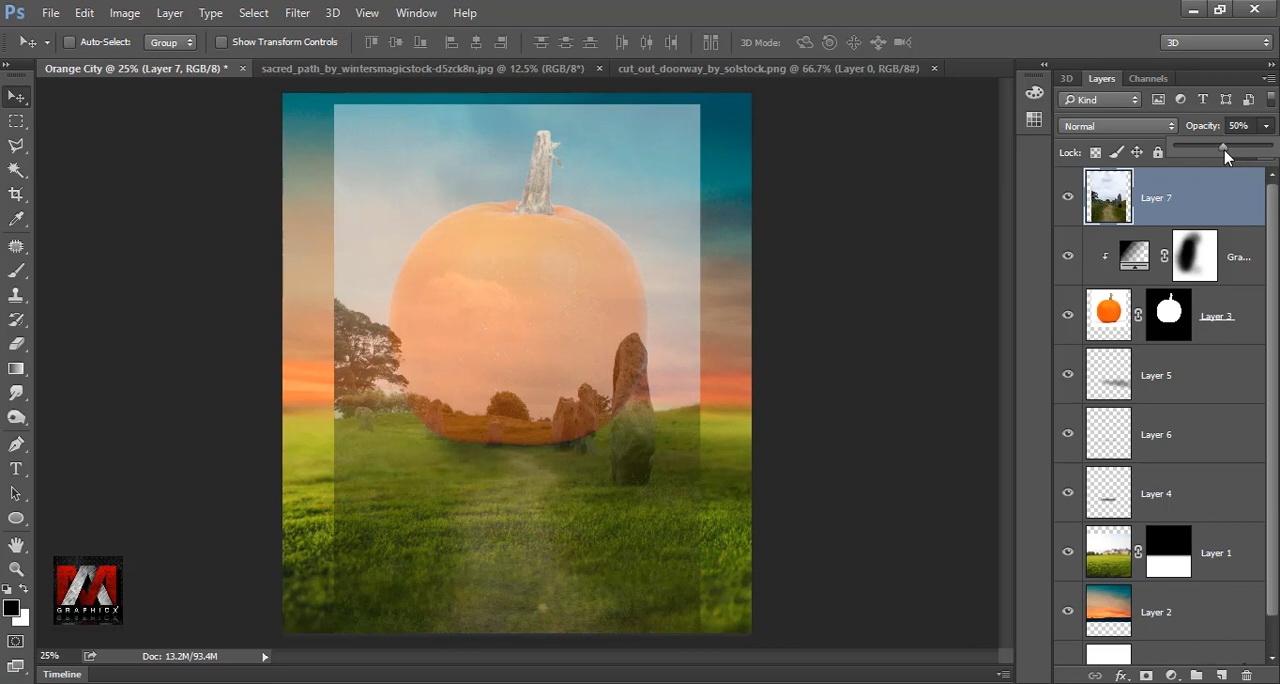 Ps File Edit Image Layer Type Select Filter 3D View Window Help
Auto-Select: Group Show Transform Controls 3D Mode: 3D
Orange City @ 25% (Layer 7, RGB/8) * × sacred_path_by_wintersmagicstock-d5zck8n.jpg @ 12.5% (RGB/8*) × cut_out_doorway_by_solstock.png @ 66.7% (Layer 0, RGB/8#) ×
3D Layers Channels
Kind
Normal Opacity: 50%
Lock:
Layer 7
Gra...
Layer 3
Layer 5
Layer 6
Layer 4
Layer 1
Layer 2
GRAPHICX
25% Doc: 13.2M/93.4M
Timeline